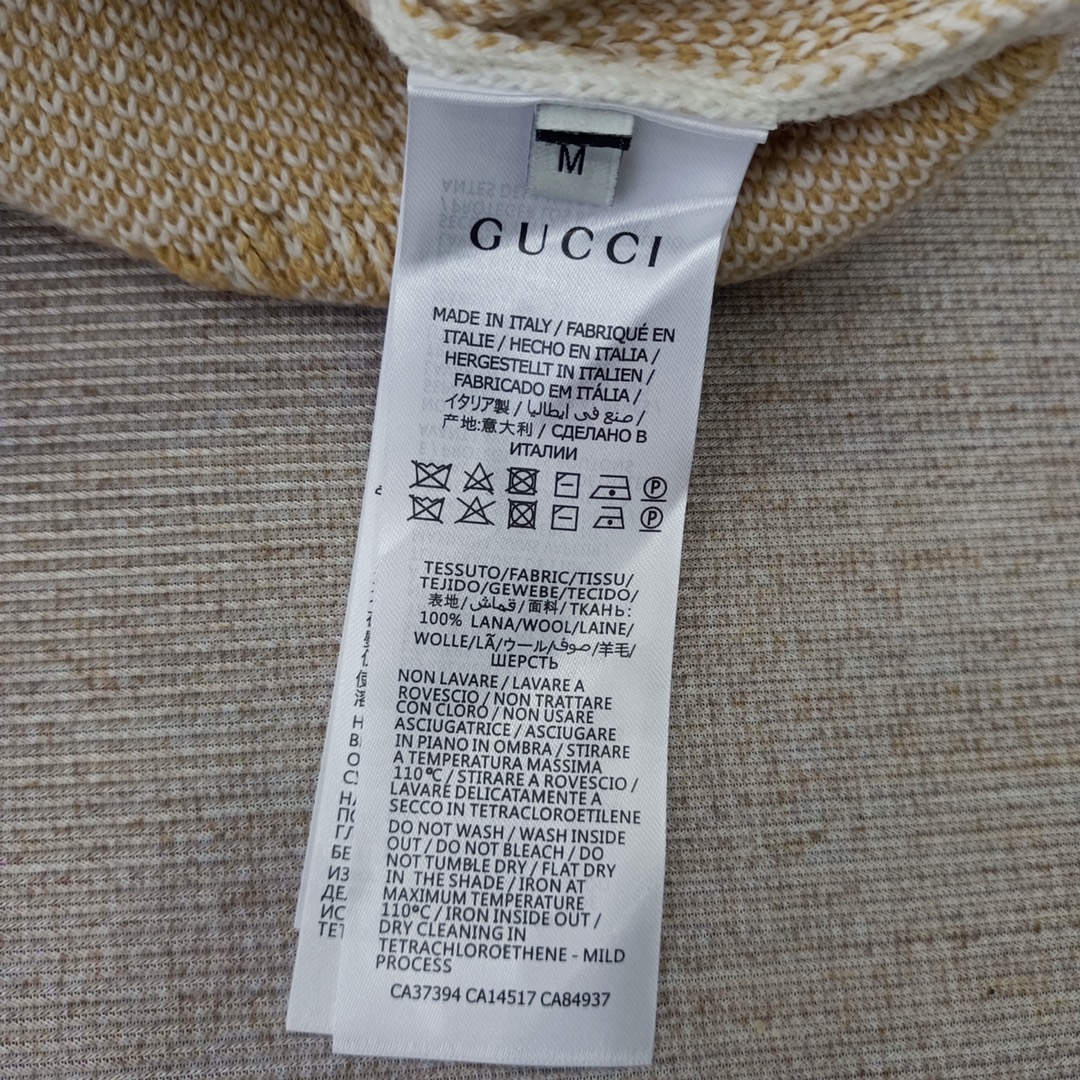 M
GUCCI
MADE IN ITALY / FABRIQUÉ EN
ITALIE / HECHO EN ITALIA /
HERGESTELLT IN ITALIEN /
FABRICADO EM ITÁLIA /
イタリア製 / صنع في ايطاليا /
产地:意大利 / СДЕЛАНО В
ИТАЛИИ
P
P
TESSUTO/FABRIC/TISSU/
TEJIDO/GEWEBE/TECIDO/
表地/قماش/面料/ТКАНЬ:
100% LANA/WOOL/LAINE/
WOLLE/LÃ/ウール/صوف/羊毛/
ШЕРСТЬ
NON LAVARE / LAVARE A
ROVESCIO / NON TRATTARE
CON CLORO / NON USARE
ASCIUGATRICE / ASCIUGARE
IN PIANO IN OMBRA / STIRARE
A TEMPERATURA MASSIMA
110°C / STIRARE A ROVESCIO /
LAVARE DELICATAMENTE A
SECCO IN TETRACLOROETILENE
DO NOT WASH / WASH INSIDE
OUT / DO NOT BLEACH / DO
NOT TUMBLE DRY / FLAT DRY
IN THE SHADE / IRON AT
MAXIMUM TEMPERATURE
110°C / IRON INSIDE OUT /
DRY CLEANING IN
TETRACHLOROETHENE - MILD
PROCESS
CA37394 CA14517 CA84937